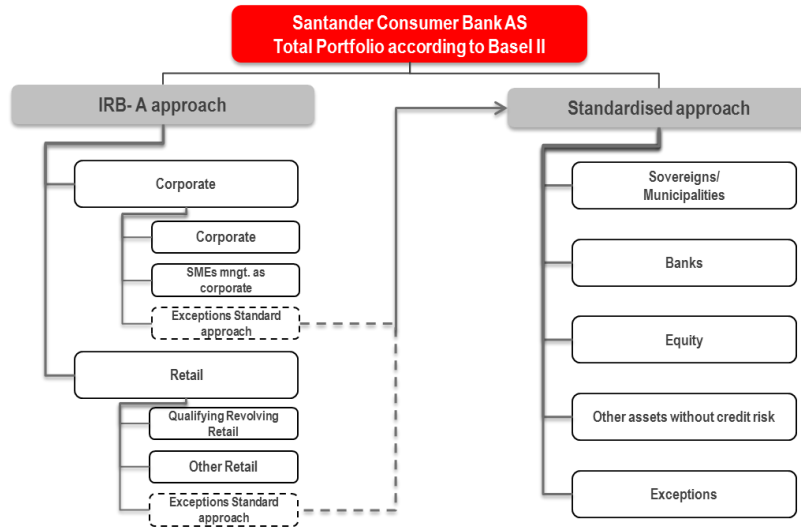 Santander Consumer Bank AS
Total Portfolio according to Basel II
IRB- A approach
Standardised approach
Corporate
Corporate
SMEs mngt. as
corporate
Exceptions Standard
approach
Retail
Qualifying Revolving
Retail
Other Retail
Exceptions Standard
approach
Sovereigns/
Municipalities
Banks
Equity
Other assets without credit risk
Exceptions